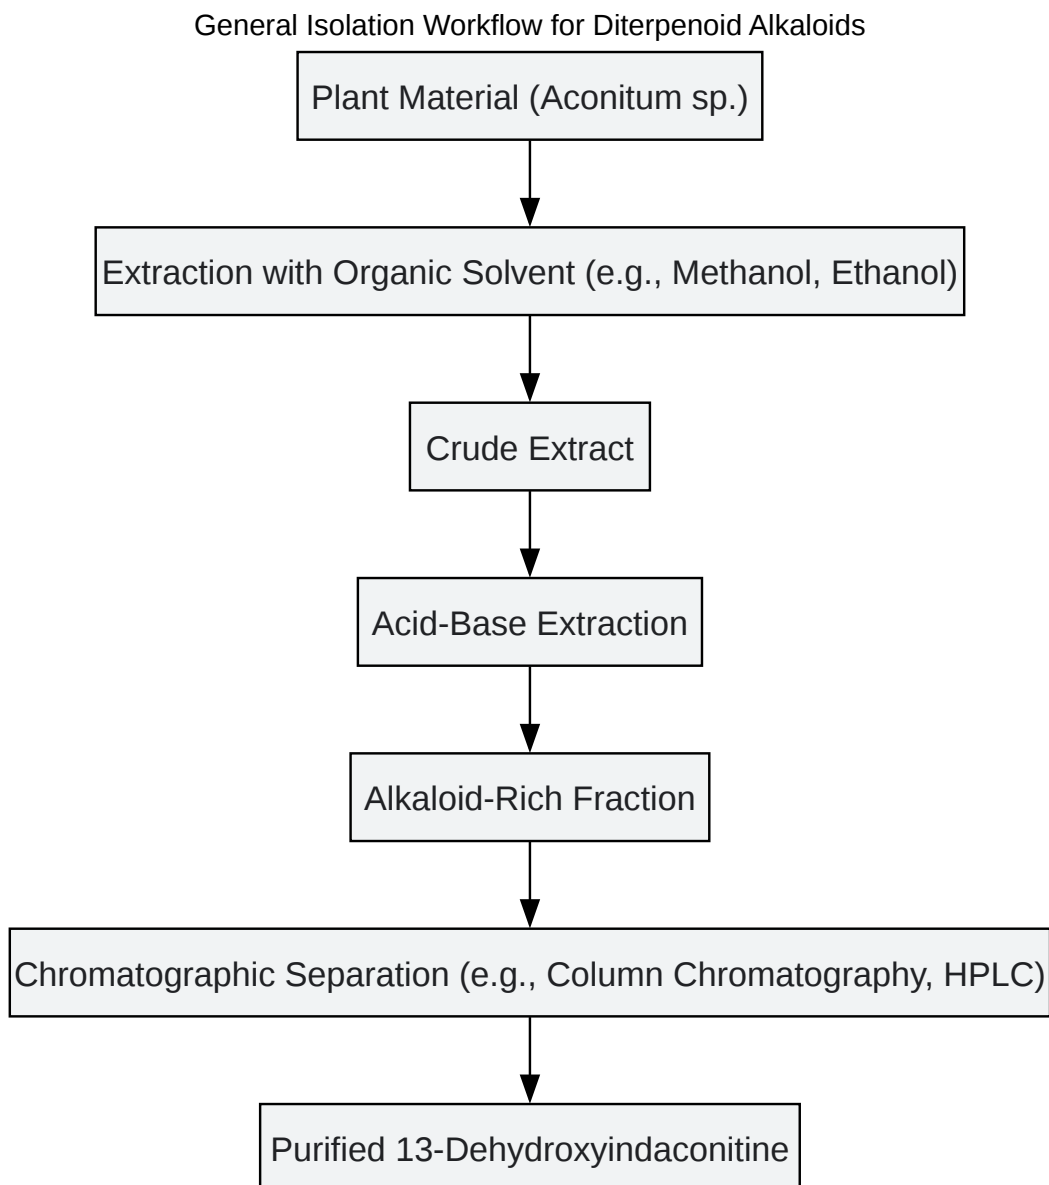 General Isolation Workflow for Diterpenoid Alkaloids
Plant Material (Aconitum sp.)
Extraction with Organic Solvent (e.g., Methanol, Ethanol)
Crude Extract
Acid-Base Extraction
Alkaloid-Rich Fraction
Chromatographic Separation (e.g., Column Chromatography, HPLC)
Purified 13-Dehydroxyindaconitine